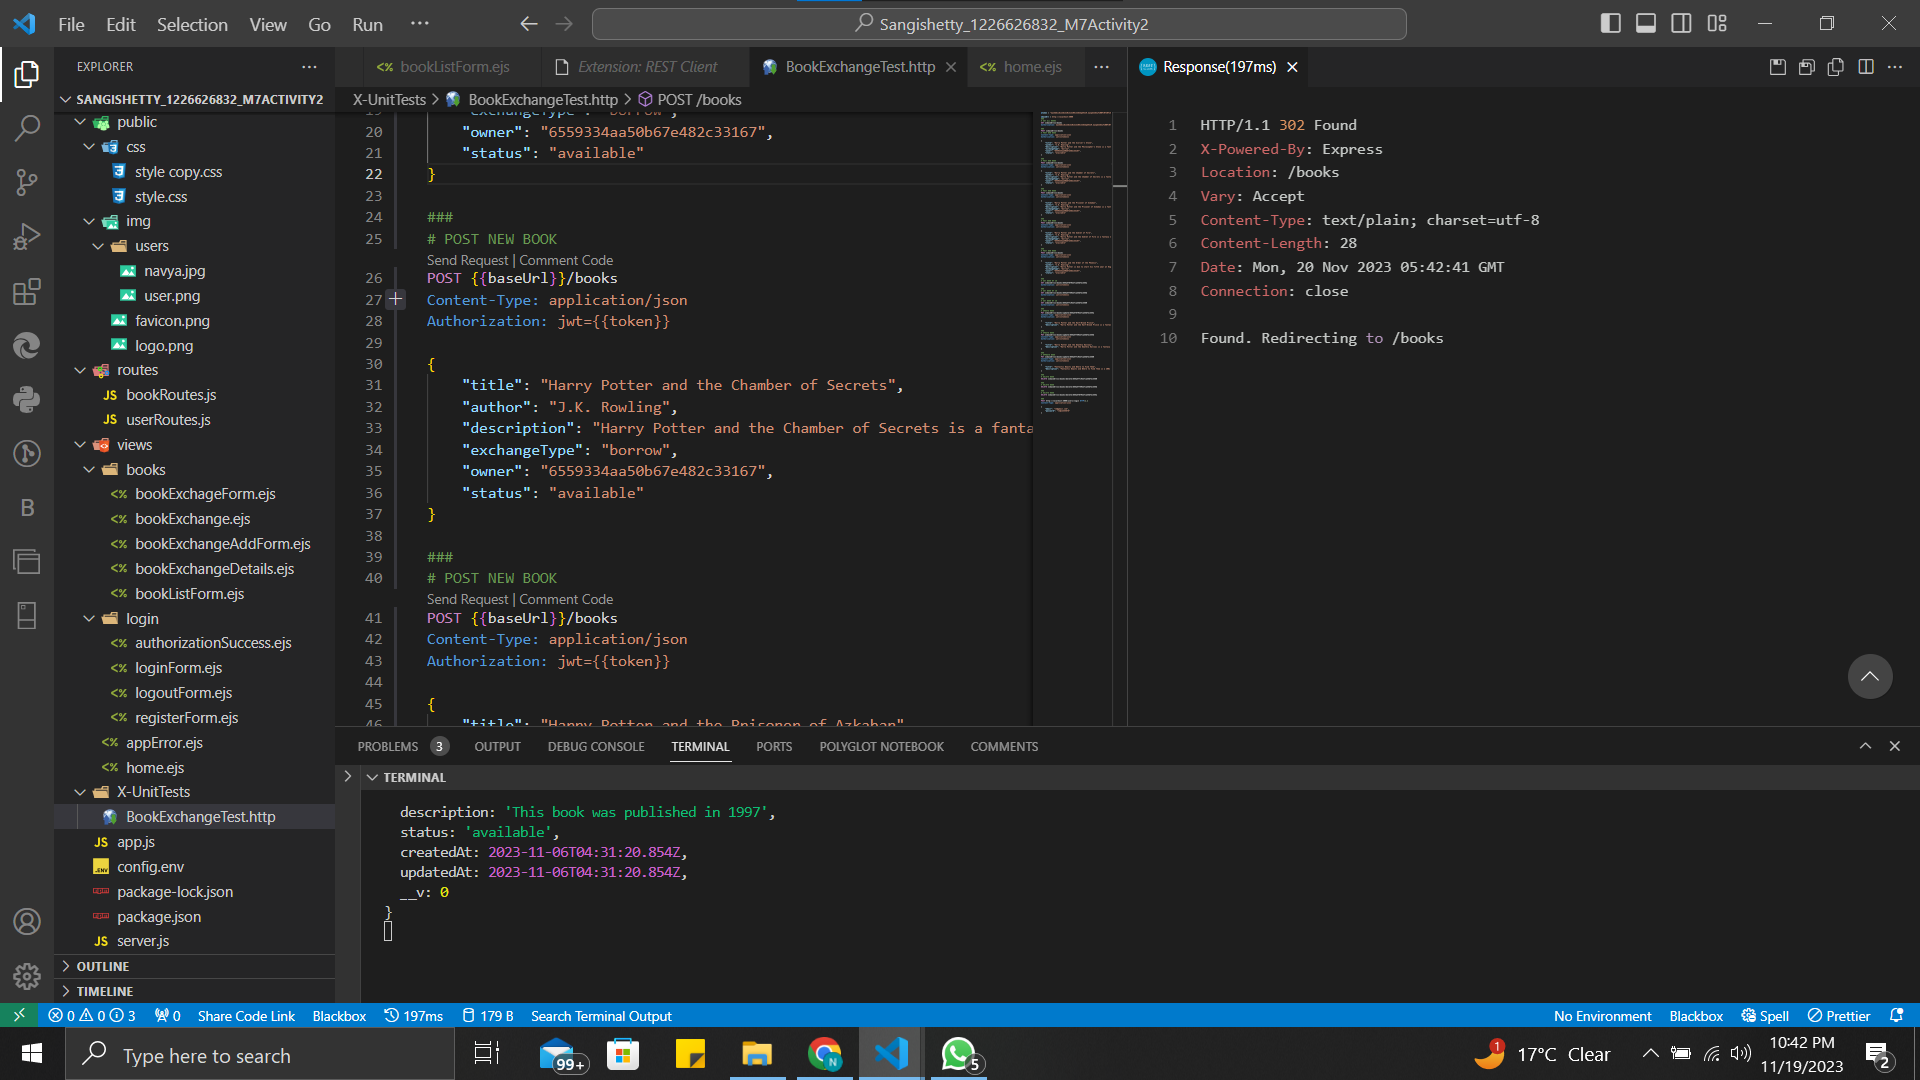 File Edit Selection View Go Run ···
Sangishetty_1226626832_M7Activity2
EXPLORER
SANGISHETTY_1226626832_M7ACTIVITY2
public
css
style copy.css
style.css
img
users
navya.jpg
user.png
favicon.png
logo.png
routes
bookRoutes.js
userRoutes.js
views
books
bookExchageForm.ejs
bookExchange.ejs
bookExchangeAddForm.ejs
bookExchangeDetails.ejs
bookListForm.ejs
login
authorizationSuccess.ejs
loginForm.ejs
logoutForm.ejs
registerForm.ejs
appError.ejs
home.ejs
X-UnitTests
BookExchangeTest.http
app.js
config.env
package-lock.json
package.json
server.js
OUTLINE
TIMELINE
bookListForm.ejs
Extension: REST Client
BookExchangeTest.http
home.ejs
X-UnitTests > BookExchangeTest.http > POST /books
19 "exchangeType": "borrow",
20 "owner": "6559334aa50b67e482c33167",
21 "status": "available"
22 }
23
24 ###
25 # POST NEW BOOK
Send Request | Comment Code
26 POST {{baseUrl}}/books
27 Content-Type: application/json
28 Authorization: jwt={{token}}
29
30 {
31 "title": "Harry Potter and the Chamber of Secrets",
32 "author": "J.K. Rowling",
33 "description": "Harry Potter and the Chamber of Secrets is a fanta
34 "exchangeType": "borrow",
35 "owner": "6559334aa50b67e482c33167",
36 "status": "available"
37 }
38
39 ###
40 # POST NEW BOOK
Send Request | Comment Code
41 POST {{baseUrl}}/books
42 Content-Type: application/json
43 Authorization: jwt={{token}}
44
45 {
46 "title": "Harry Potter and the Prisoner of Azkaban"
Response(197ms)
1 HTTP/1.1 302 Found
2 X-Powered-By: Express
3 Location: /books
4 Vary: Accept
5 Content-Type: text/plain; charset=utf-8
6 Content-Length: 28
7 Date: Mon, 20 Nov 2023 05:42:41 GMT
8 Connection: close
9
10 Found. Redirecting to /books
PROBLEMS 3 OUTPUT DEBUG CONSOLE TERMINAL PORTS POLYGLOT NOTEBOOK COMMENTS
TERMINAL
description: 'This book was published in 1997',
status: 'available',
createdAt: 2023-11-06T04:31:20.854Z,
updatedAt: 2023-11-06T04:31:20.854Z,
__v: 0
}
0 0 3 0 Share Code Link Blackbox 197ms 179 B Search Terminal Output
No Environment Blackbox Spell Prettier
Type here to search
99+
N
5
1
17°C Clear
10:42 PM
11/19/2023
2